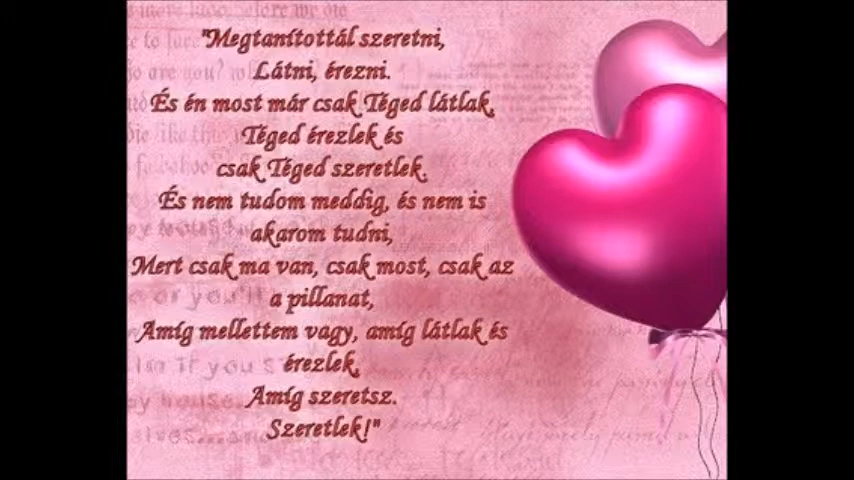 "Megtanítottál szeretni,
Látni, érezni.
És én most már csak Téged látlak,
Téged érezlek és
csak Téged szeretlek.
És nem tudom meddig, és nem is
akarom tudni,
Mert csak ma van, csak most, csak az
a pillanat,
Amíg mellettem vagy, amíg látlak és
érezlek,
Amíg szeretsz.
Szeretlek!"